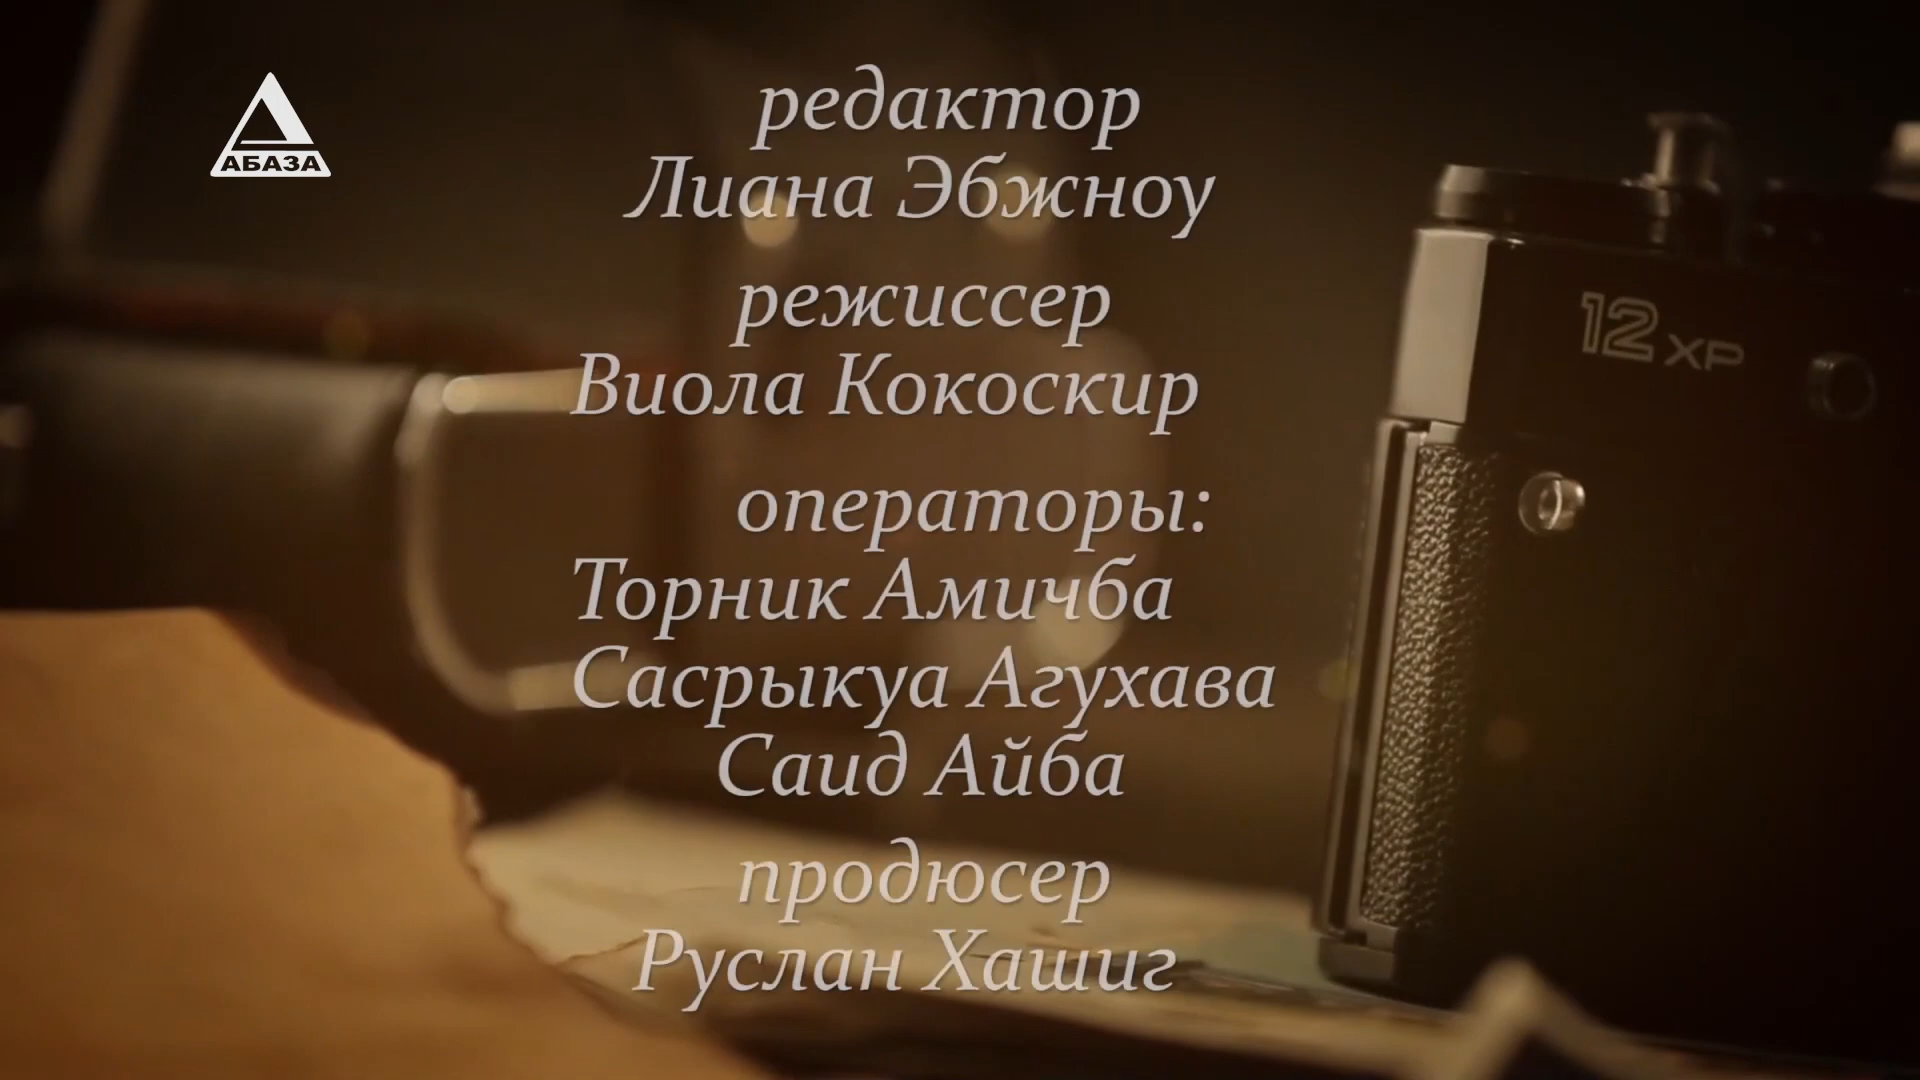 АБАЗА
редактор
Лиана Эбжноу
режиссер
Виола Кокоскир
операторы:
Торник Амичба
Сасрыкуа Агухава
Саид Айба
продюсер
Руслан Хашиг
12 XP